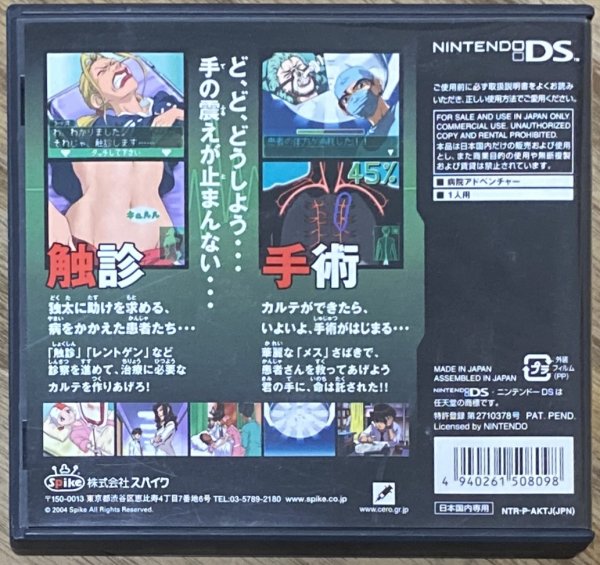 NINTENDO DS™
ご使用前に必ず取扱説明書をよくお読み
いただき、正しい使用方法でご愛用ください。
FOR SALE AND USE IN JAPAN ONLY
COMMERCIAL USE, UNAUTHORIZED
COPY AND RENTAL PROHIBITED.
本品は日本国内だけの販売および使用
とし、また商業目的の使用や無断複製
および賃貸は禁止されています。
■ 病院アドベンチャー
■ 1人用
ど、ど、どうしよう・・・
手の震えが止まんない・・・
わ、わかりました!
それじゃ、触診します……
タッチして下さい
45%
触診
独太に助けを求める、
病をかかえた患者たち・・・
「触診」「レントゲン」など
診察を進めて、治療に必要な
カルテを作りあげろ!
手術
カルテができたら、
いよいよ、手術がはじまる・・・
華麗な「メス」さばきで、
患者さんを救ってあげよう
君の手に、命は託された!!
MADE IN JAPAN
ASSEMBLED IN JAPAN
プラ
外装
フィルム
(PP)
NINTENDO DS・ニンテンドーDSは
任天堂の商標です。
特許登録 第2710378号 PAT. PEND.
Licensed by NINTENDO
Spike 株式会社スパイク
〒150-0013 東京都渋谷区恵比寿4丁目7番6号 TEL:03-5789-2180 www.spike.co.jp
© 2004 Spike All Rights Reserved.
www.cero.gr.jp
4 940261 508098
日本国内専用
NTR-P-AKTJ(JPN)